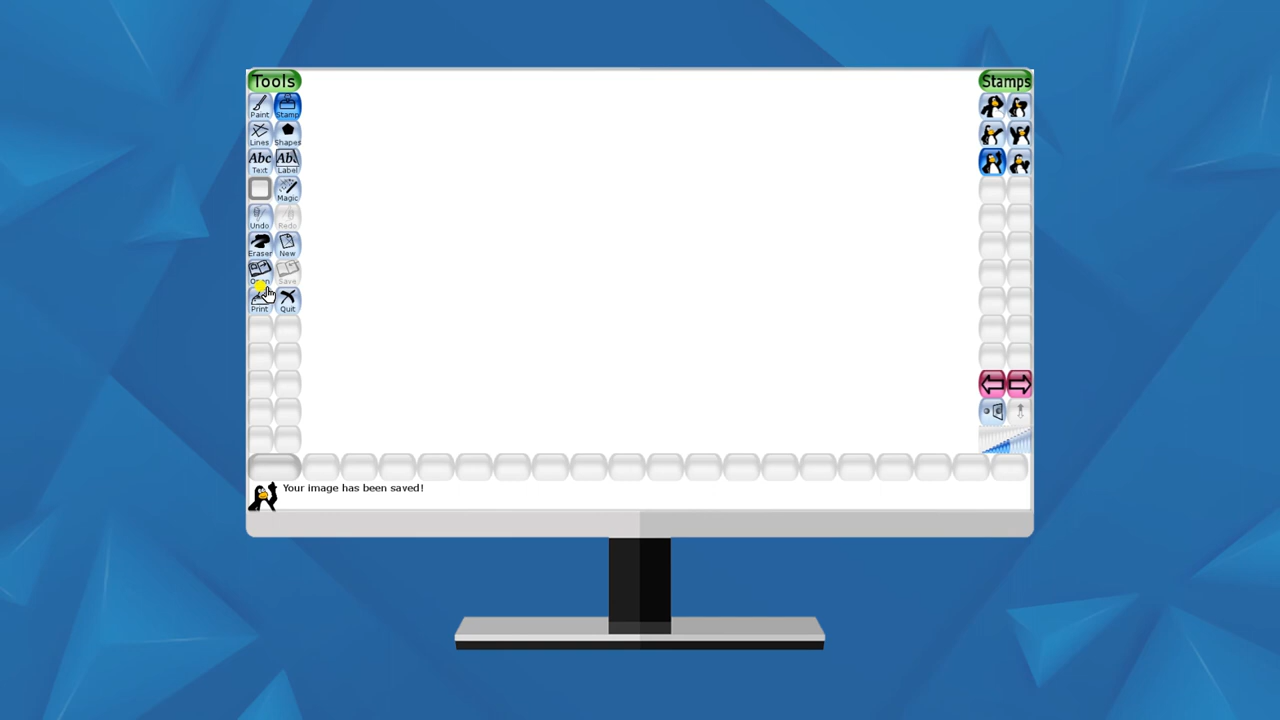 Tools
Stamps
Paint Stamp
Lines Shapes
Abc Abc
Text Label
Magic
Undo Redo
Eraser New
Open Save
Print Quit
Your image has been saved!